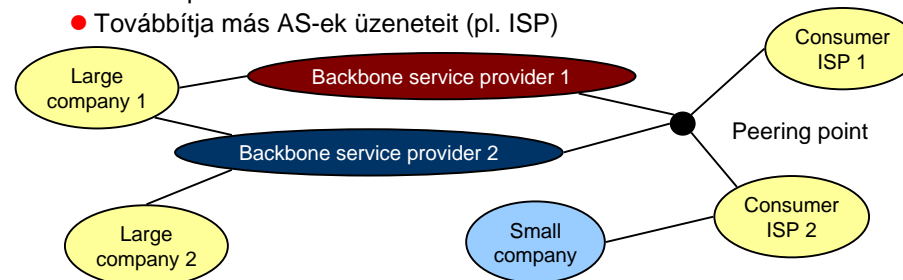 ● Továbbítja más AS-ek üzeneteit (pl. ISP)
Consumer
ISP 1
Large
company 1
Backbone service provider 1
Peering point
Backbone service provider 2
Large
company 2
Small
company
Consumer
ISP 2